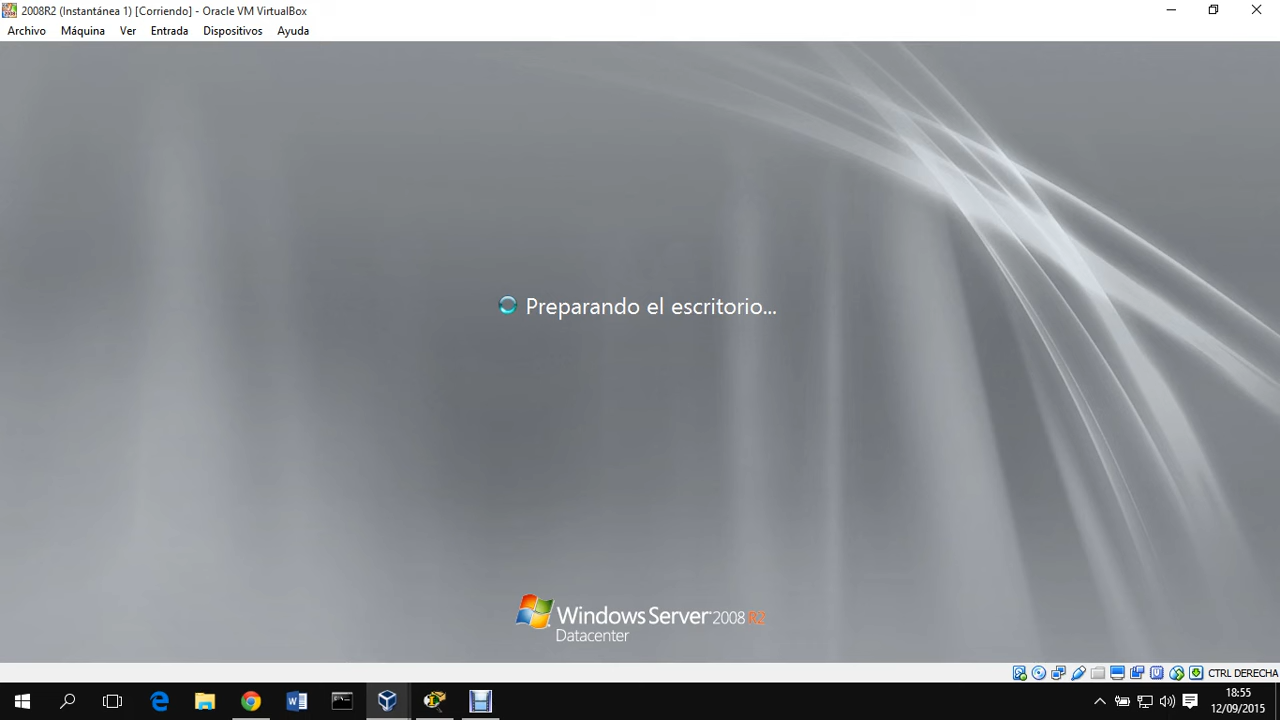 2008R2 (Instantánea 1) [Corriendo] - Oracle VM VirtualBox
Archivo Máquina Ver Entrada Dispositivos Ayuda
Preparando el escritorio...
Windows Server 2008 R2
Datacenter
CTRL DERECHA
18:55
12/09/2015